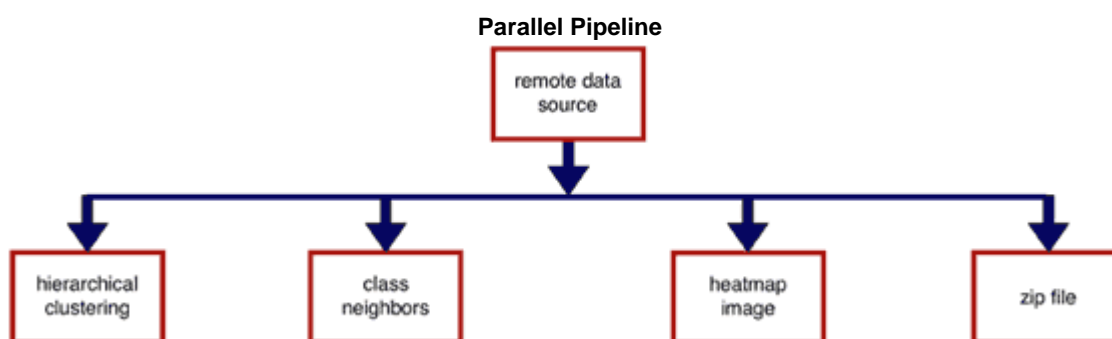 Parallel Pipeline
remote data
source
hierarchical
clustering
class
neighbors
heatmap
image
zip file